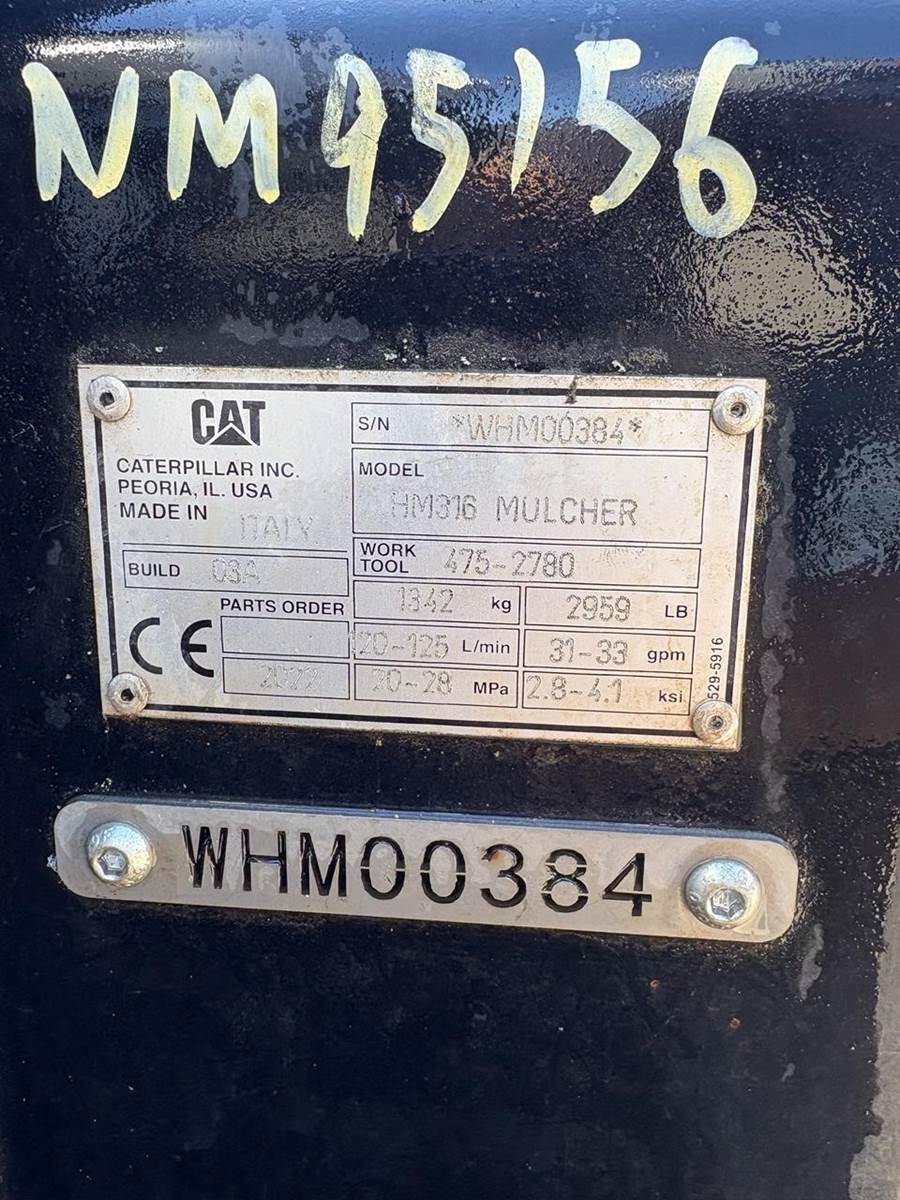 NM95156
CAT
CATERPILLAR INC.
PEORIA, IL. USA
MADE IN ITALY
BUILD 03A
PARTS ORDER
2022
CE
S/N *WHM00384*
MODEL
HM316 MULCHER
WORK TOOL 475-2780
1342 kg 2959 LB
120-125 L/min 31-33 gpm
20-28 MPa 2.8-4.1 ksi
529-5916
WHM00384